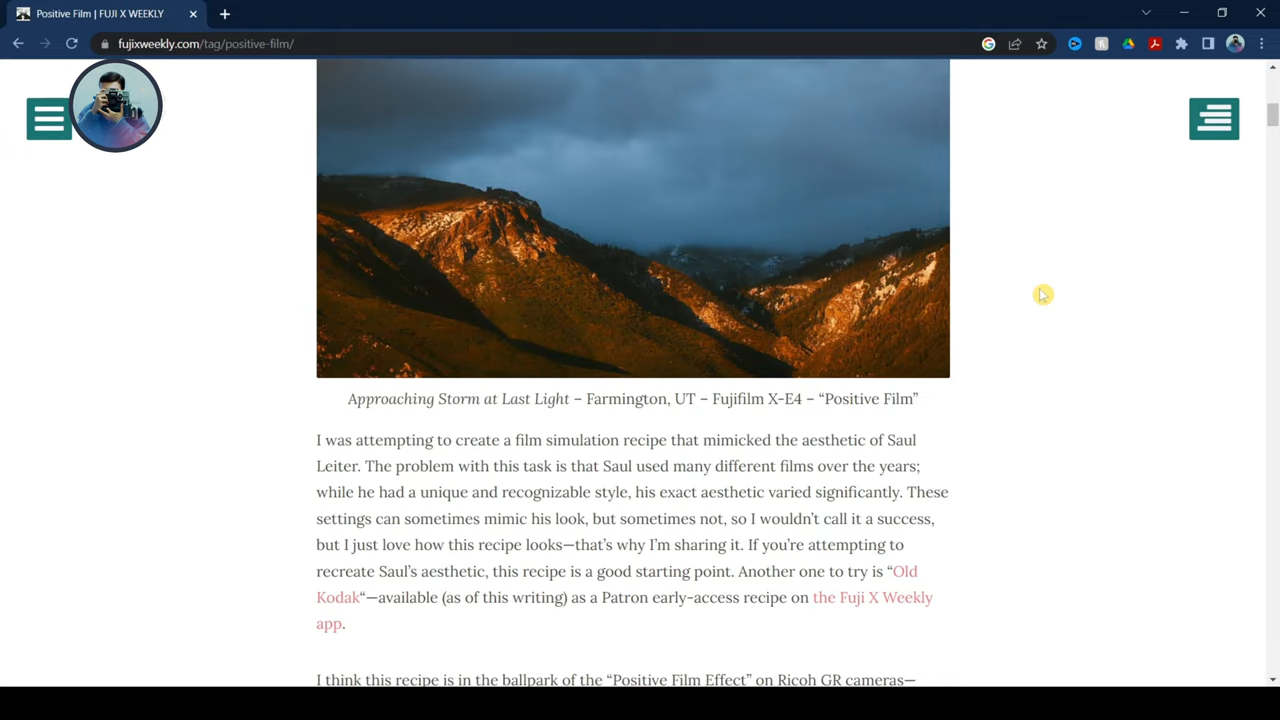 Positive Film | FUJI X WEEKLY
fujixweekly.com/tag/positive-film/
Approaching Storm at Last Light – Farmington, UT – Fujifilm X-E4 – “Positive Film”
I was attempting to create a film simulation recipe that mimicked the aesthetic of Saul
Leiter. The problem with this task is that Saul used many different films over the years;
while he had a unique and recognizable style, his exact aesthetic varied significantly. These
settings can sometimes mimic his look, but sometimes not, so I wouldn’t call it a success,
but I just love how this recipe looks—that’s why I’m sharing it. If you’re attempting to
recreate Saul’s aesthetic, this recipe is a good starting point. Another one to try is “Old
Kodak“—available (as of this writing) as a Patron early-access recipe on the Fuji X Weekly
app.
I think this recipe is in the ballpark of the “Positive Film Effect” on Ricoh GR cameras—